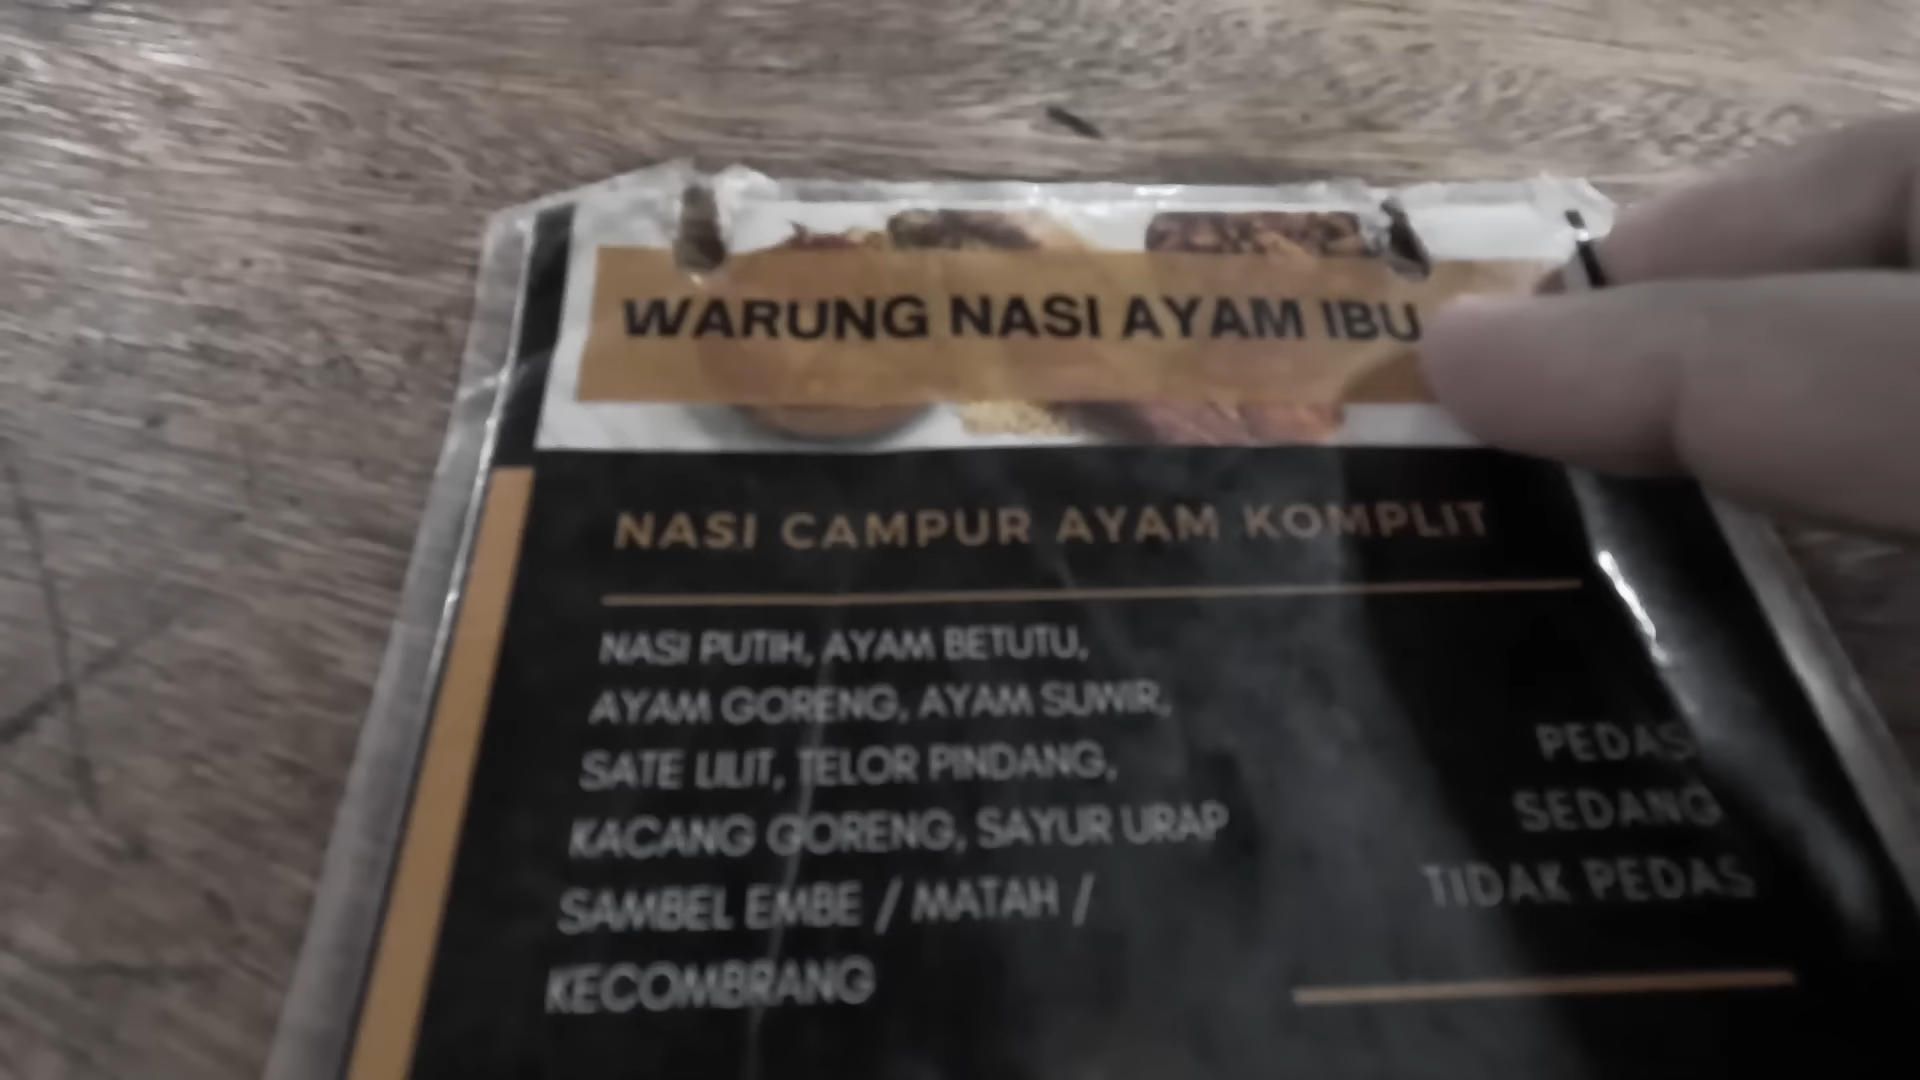 WARUNG NASI AYAM IBU
NASI CAMPUR AYAM KOMPLIT
NASI PUTIH, AYAM BETUTU,
AYAM GORENG, AYAM SUWIR,
SATE LILIT, TELOR PINDANG,
KACANG GORENG, SAYUR URAP
SAMBEL EMBE / MATAH /
KECOMBRANG
PEDAS
SEDANG
TIDAK PEDAS